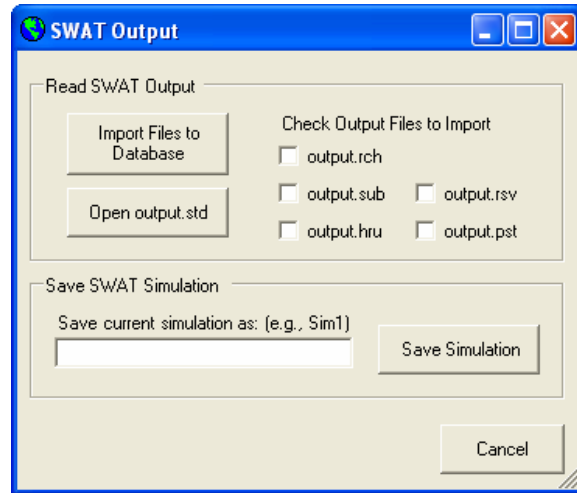 SWAT Output
Read SWAT Output
Import Files to
Database
Check Output Files to Import
output.rch
Open output.std
output.sub
output.rsv
output.hru
output.pst
Save SWAT Simulation
Save current simulation as: (e.g., Sim1)
Save Simulation
Cancel